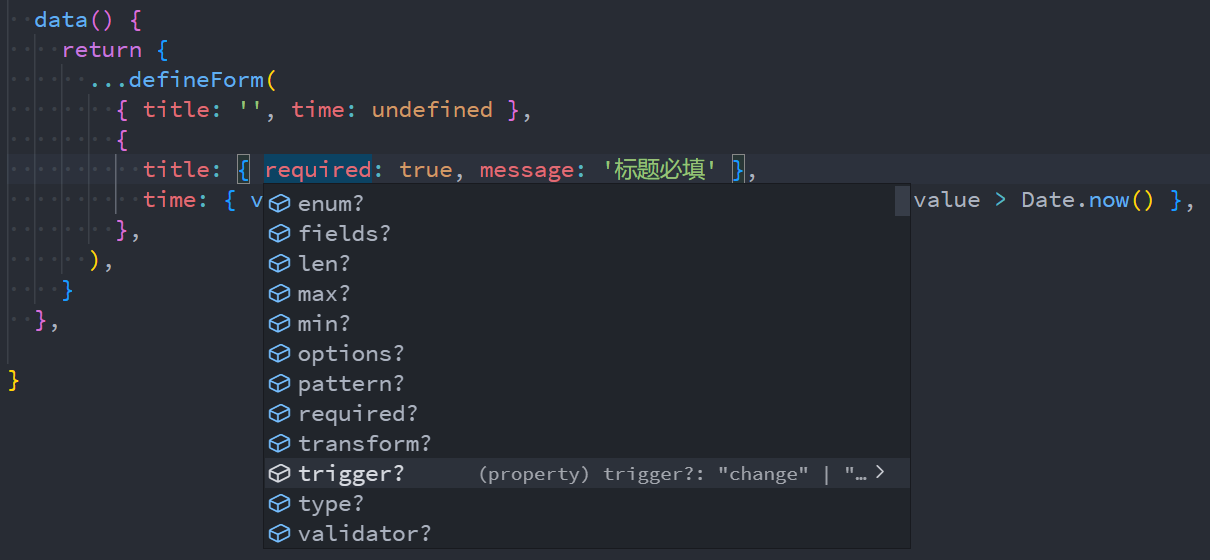 data() {
return {
...defineForm(
{ title: '', time: undefined },
{
title: { required: true, message: '标题必填' },
time: { v value > Date.now() },
},
),
}
},
}
enum?
fields?
len?
max?
min?
options?
pattern?
required?
transform?
trigger? (property) trigger?: "change" | "…
type?
validator?